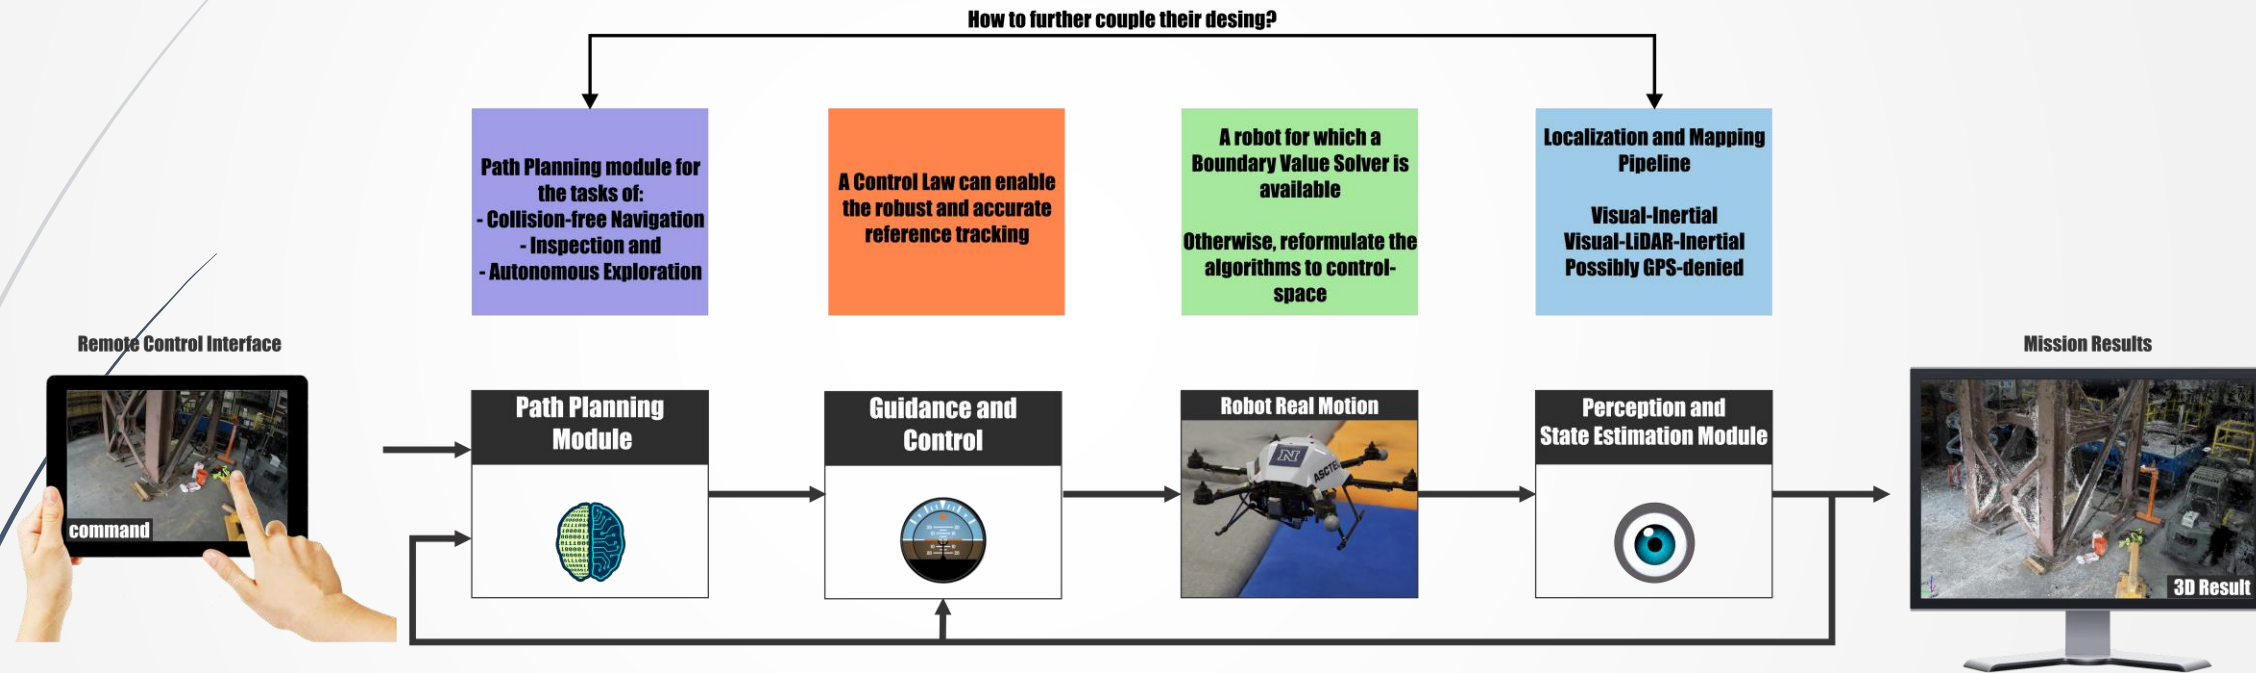 How to further couple their desing?
Path Planning module for
the tasks of:
- Collision-free Navigation
- Inspection and
- Autonomous Exploration
A Control Law can enable
the robust and accurate
reference tracking
A robot for which a
Boundary Value Solver is
available
Otherwise, reformulate the
algorithms to control-
space
Localization and Mapping
Pipeline
Visual-Inertial
Visual-LiDAR-Inertial
Possibly GPS-denied
Remote Control Interface
command
Path Planning
Module
Guidance and
Control
Robot Real Motion
N
ASCTEC
Perception and
State Estimation Module
Mission Results
3D Result